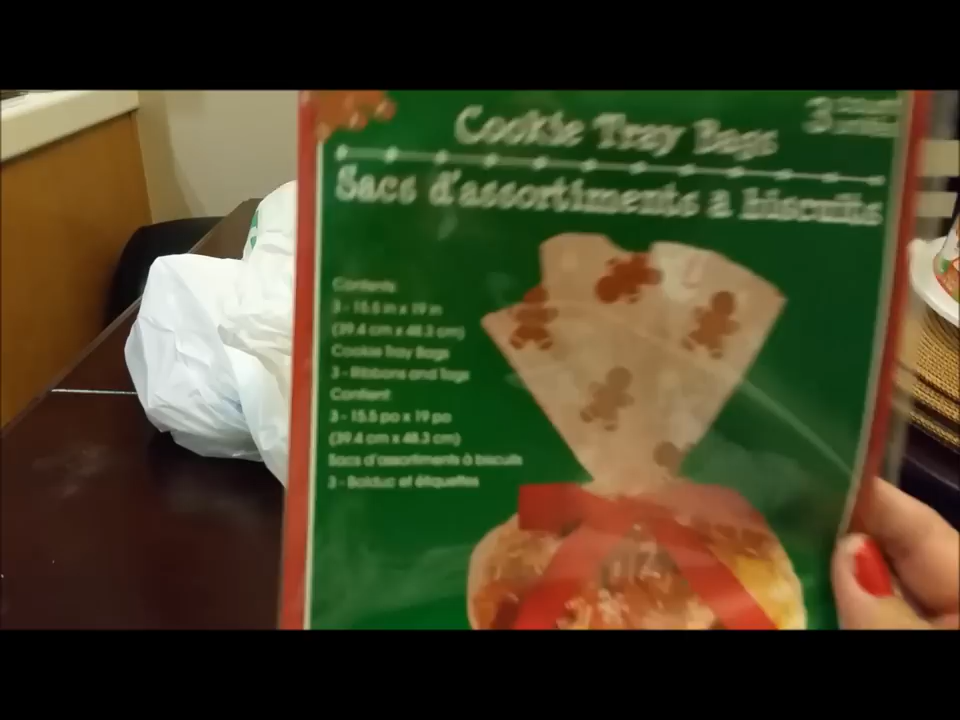 Cookie Tray Bags
3
Sacs d'assortiments a biscuits
Contents
3 - 15.5 in x 19 in
(39.4 cm x 48.3 cm)
Cookie Tray Bags
3 - Ribbons and Tags
Contient
3 - 15.5 po x 19 po
(39.4 cm x 48.3 cm)
Sacs d'assortiments à biscuits
3 - Bolduc et étiquettes